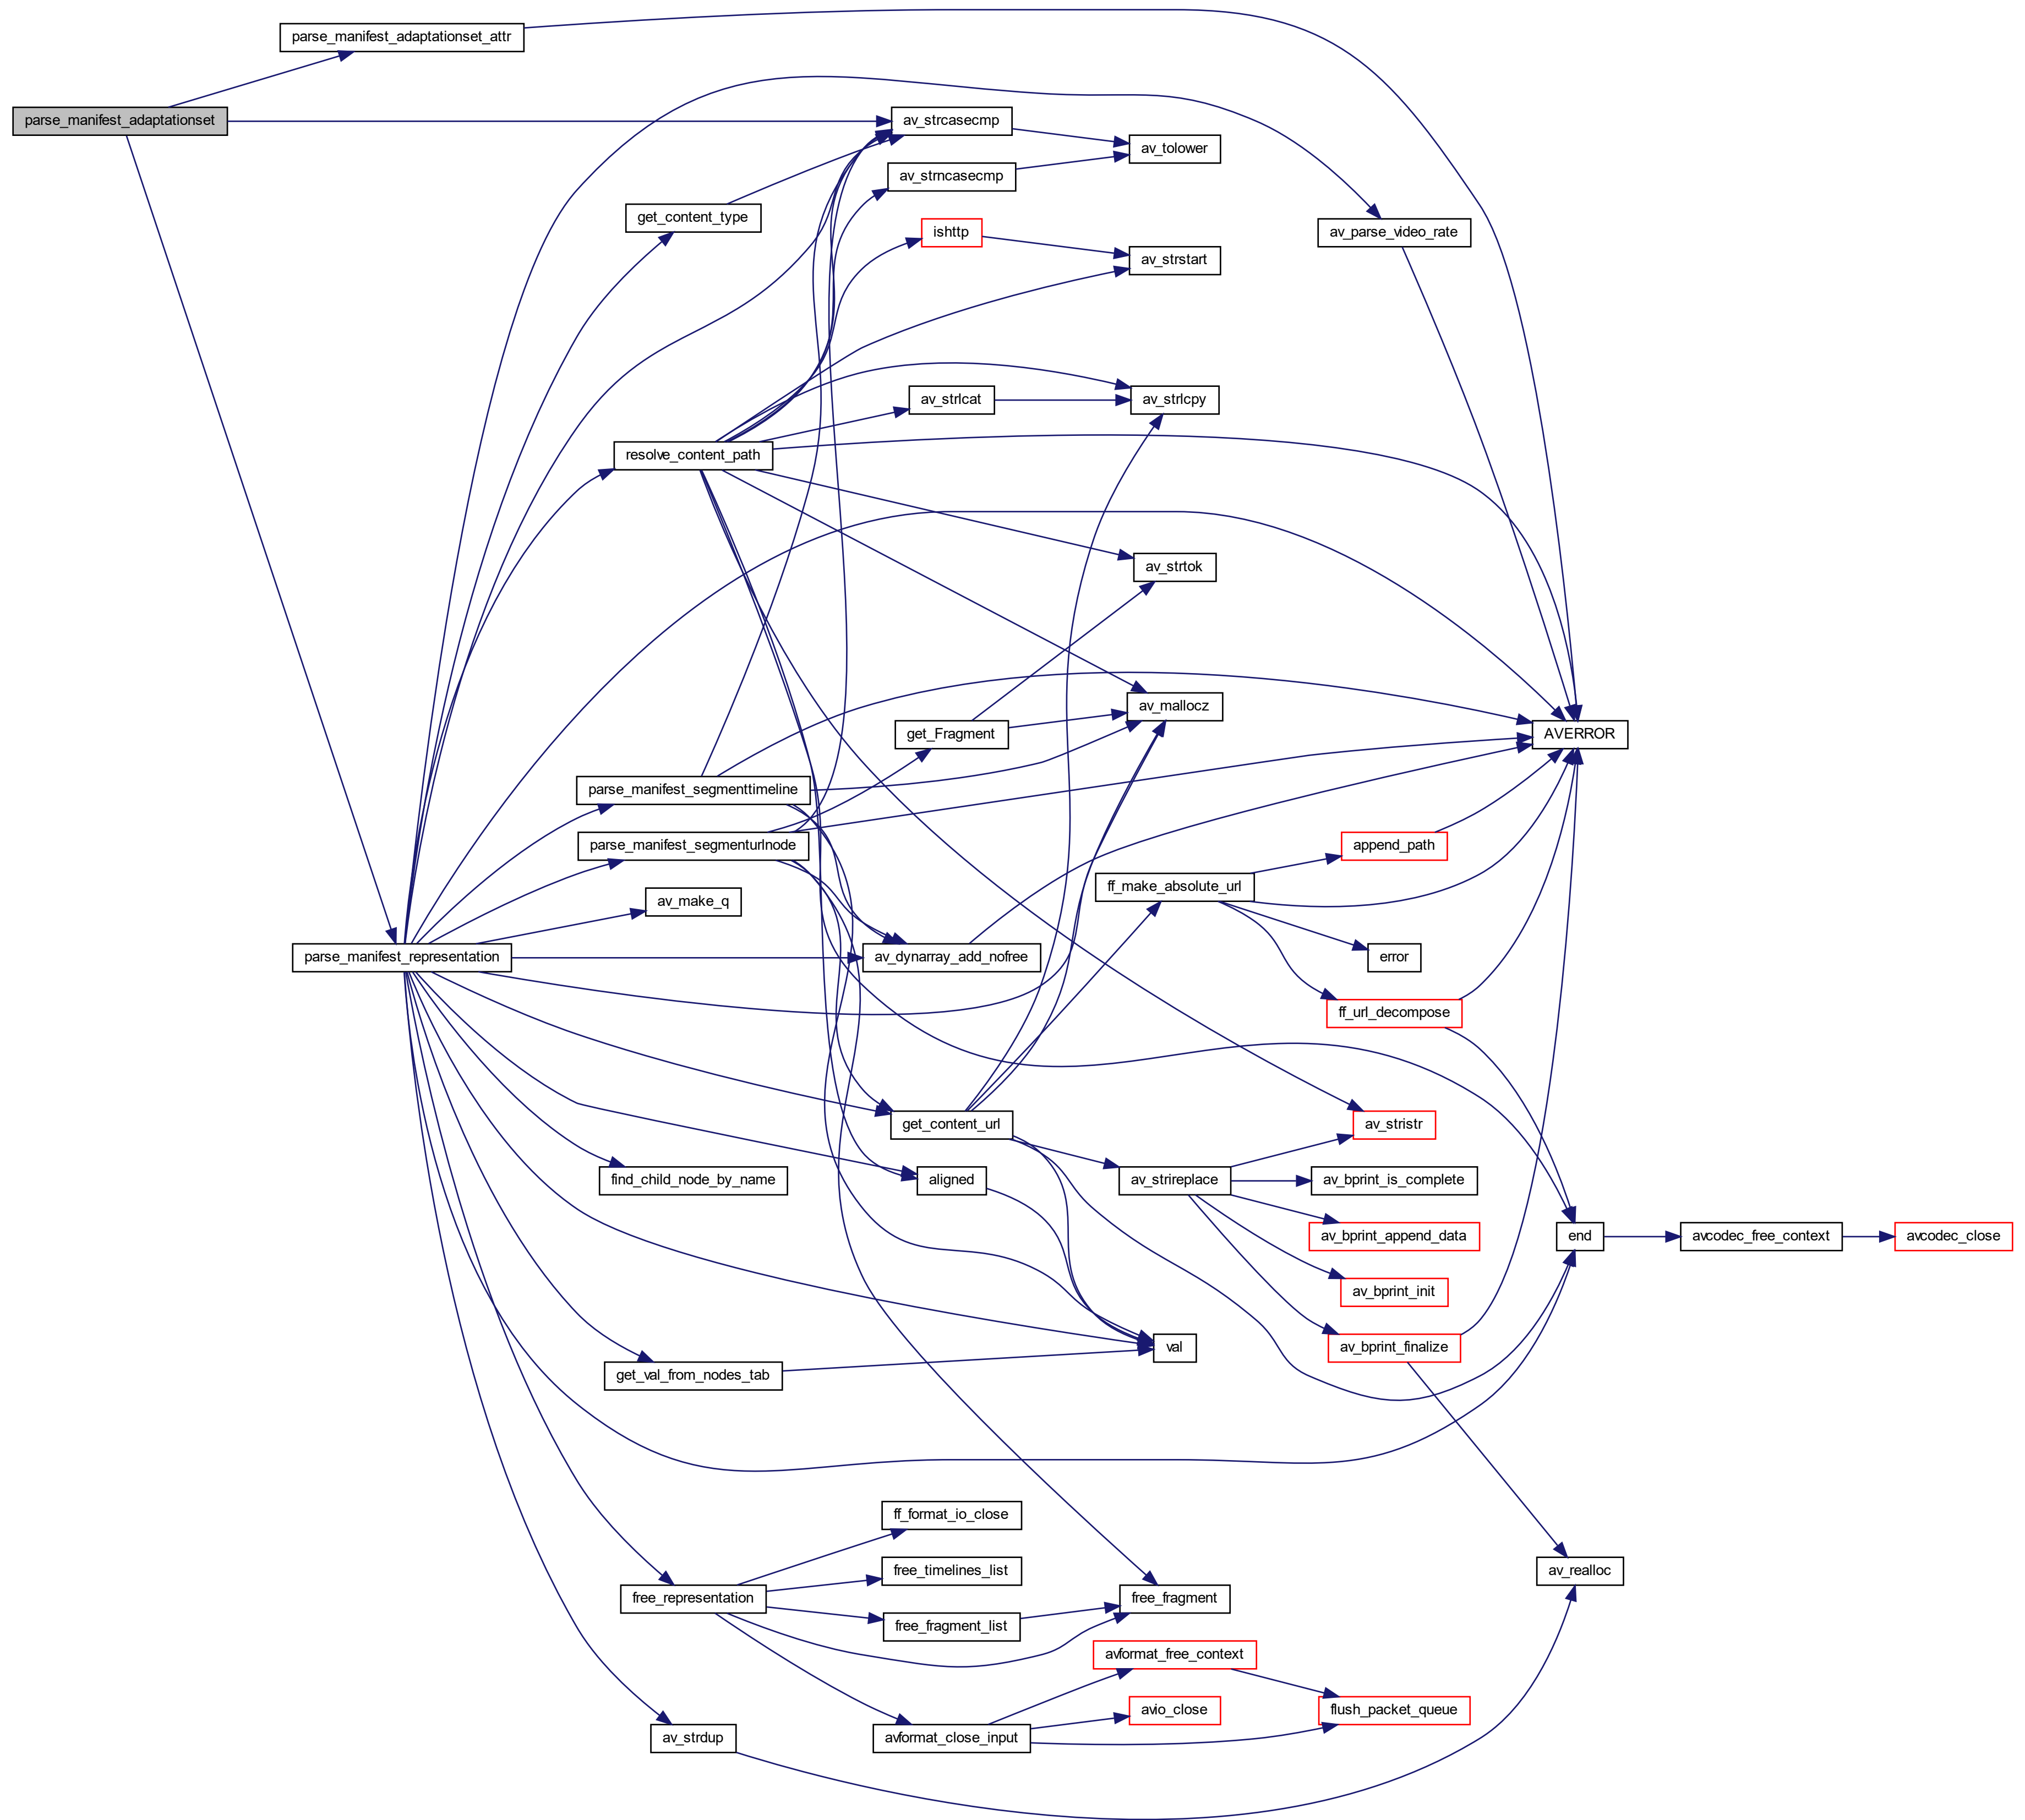 parse_manifest_adaptationset_attr
parse_manifest_adaptationset
av_strcasecmp
av_tolower
av_strncasecmp
get_content_type
av_parse_video_rate
ishttp
av_strstart
av_strlcat
av_strlcpy
resolve_content_path
av_strtok
av_mallocz
get_Fragment
AVERROR
parse_manifest_segmenttimeline
parse_manifest_segmenturlnode
append_path
ff_make_absolute_url
av_make_q
parse_manifest_representation
av_dynarray_add_nofree
error
ff_url_decompose
get_content_url
av_stristr
find_child_node_by_name
aligned
av_strireplace
av_bprint_is_complete
end
avcodec_free_context
avcodec_close
av_bprint_append_data
av_bprint_init
val
av_bprint_finalize
get_val_from_nodes_tab
ff_format_io_close
free_timelines_list
av_realloc
free_representation
free_fragment
free_fragment_list
avformat_free_context
avio_close
flush_packet_queue
av_strdup
avformat_close_input